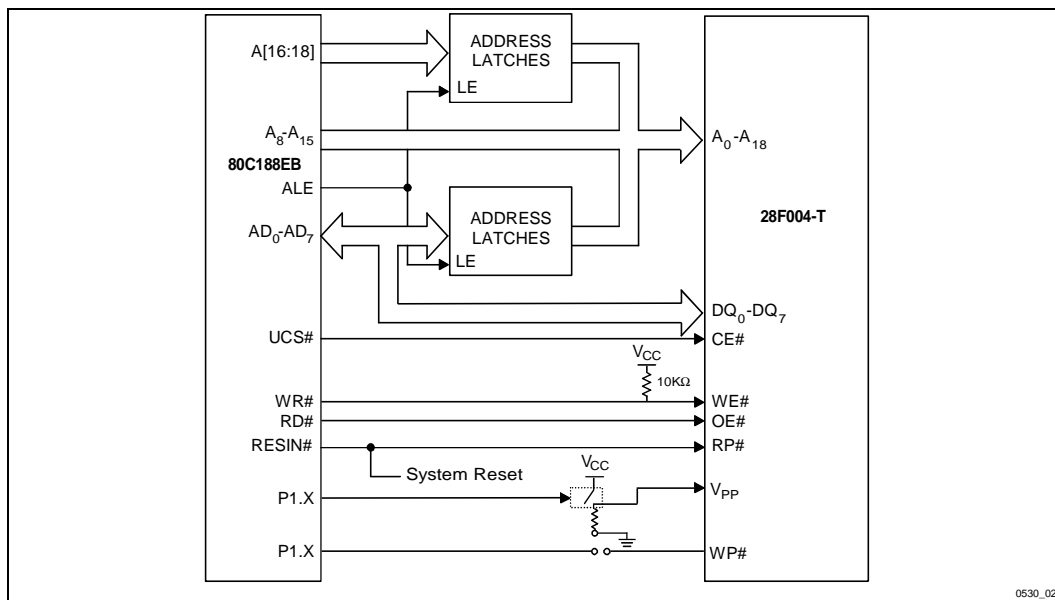 A[16:18]
ADDRESS
LATCHES
LE
A8-A15
80C188EB
ALE
A0-A18
28F004-T
AD0-AD7
ADDRESS
LATCHES
LE
DQ0-DQ7
UCS#
CE#
VCC
10KΩ
WR#
WE#
RD#
OE#
RESIN#
RP#
System Reset
VCC
P1.X
VPP
P1.X
WP#
0530_02